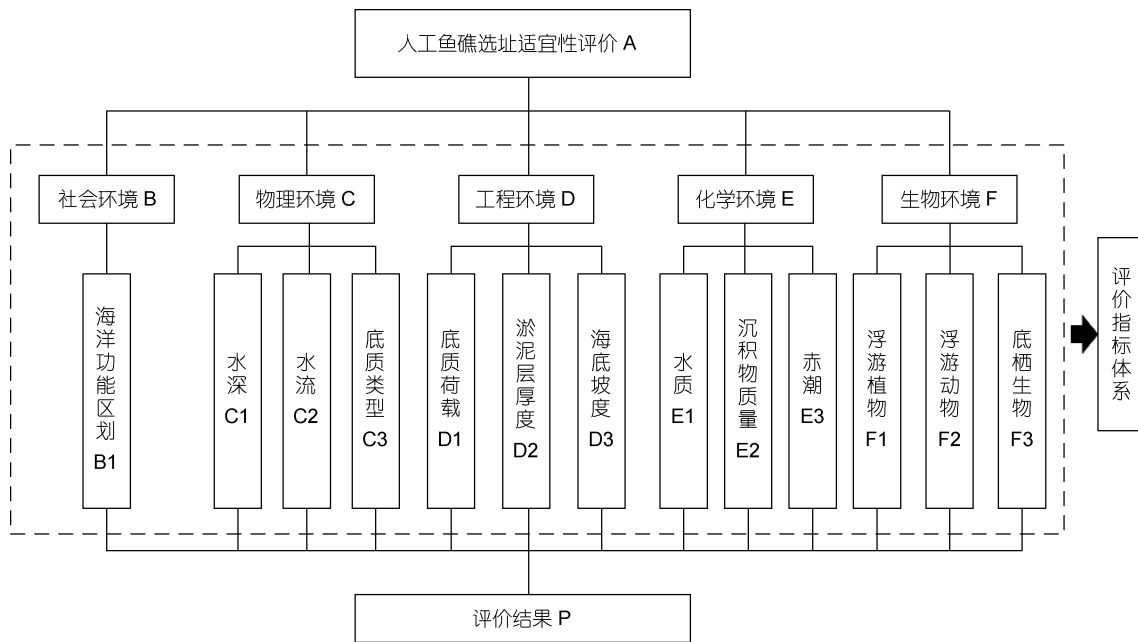 人工鱼礁选址适宜性评价 A
社会环境 B
物理环境 C
工程环境 D
化学环境 E
生物环境 F
海洋功能区划 B1
水深 C1
水流 C2
底质类型 C3
底质荷载 D1
淤泥层厚度 D2
海底坡度 D3
水质 E1
沉积物质量 E2
赤潮 E3
浮游植物 F1
浮游动物 F2
底栖生物 F3
评价指标体系
评价结果 P